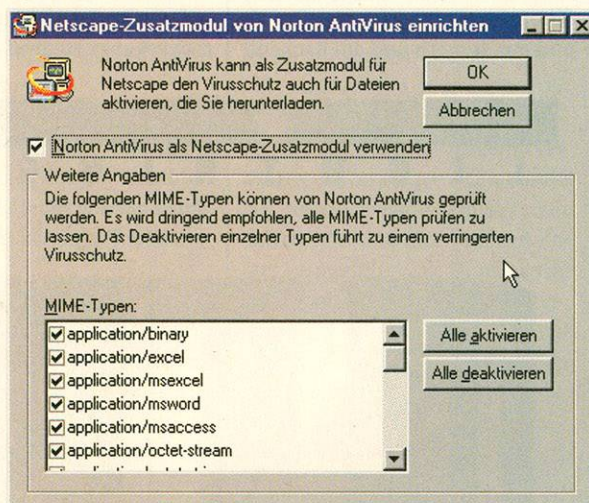 Netscape-Zusatzmodul von Norton AntiVirus einrichten
Norton AntiVirus kann als Zusatzmodul für
Netscape den Virusschutz auch für Dateien
aktivieren, die Sie herunterladen.
OK
Abbrechen
Norton AntiVirus als Netscape-Zusatzmodul verwenden
Weitere Angaben
Die folgenden MIME-Typen können von Norton AntiVirus geprüft
werden. Es wird dringend empfohlen, alle MIME-Typen prüfen zu
lassen. Das Deaktivieren einzelner Typen führt zu einem verringerten
Virusschutz.
MIME-Typen:
application/binary
application/excel
application/msexcel
application/msword
application/msaccess
application/octet-stream
Alle aktivieren
Alle deaktivieren